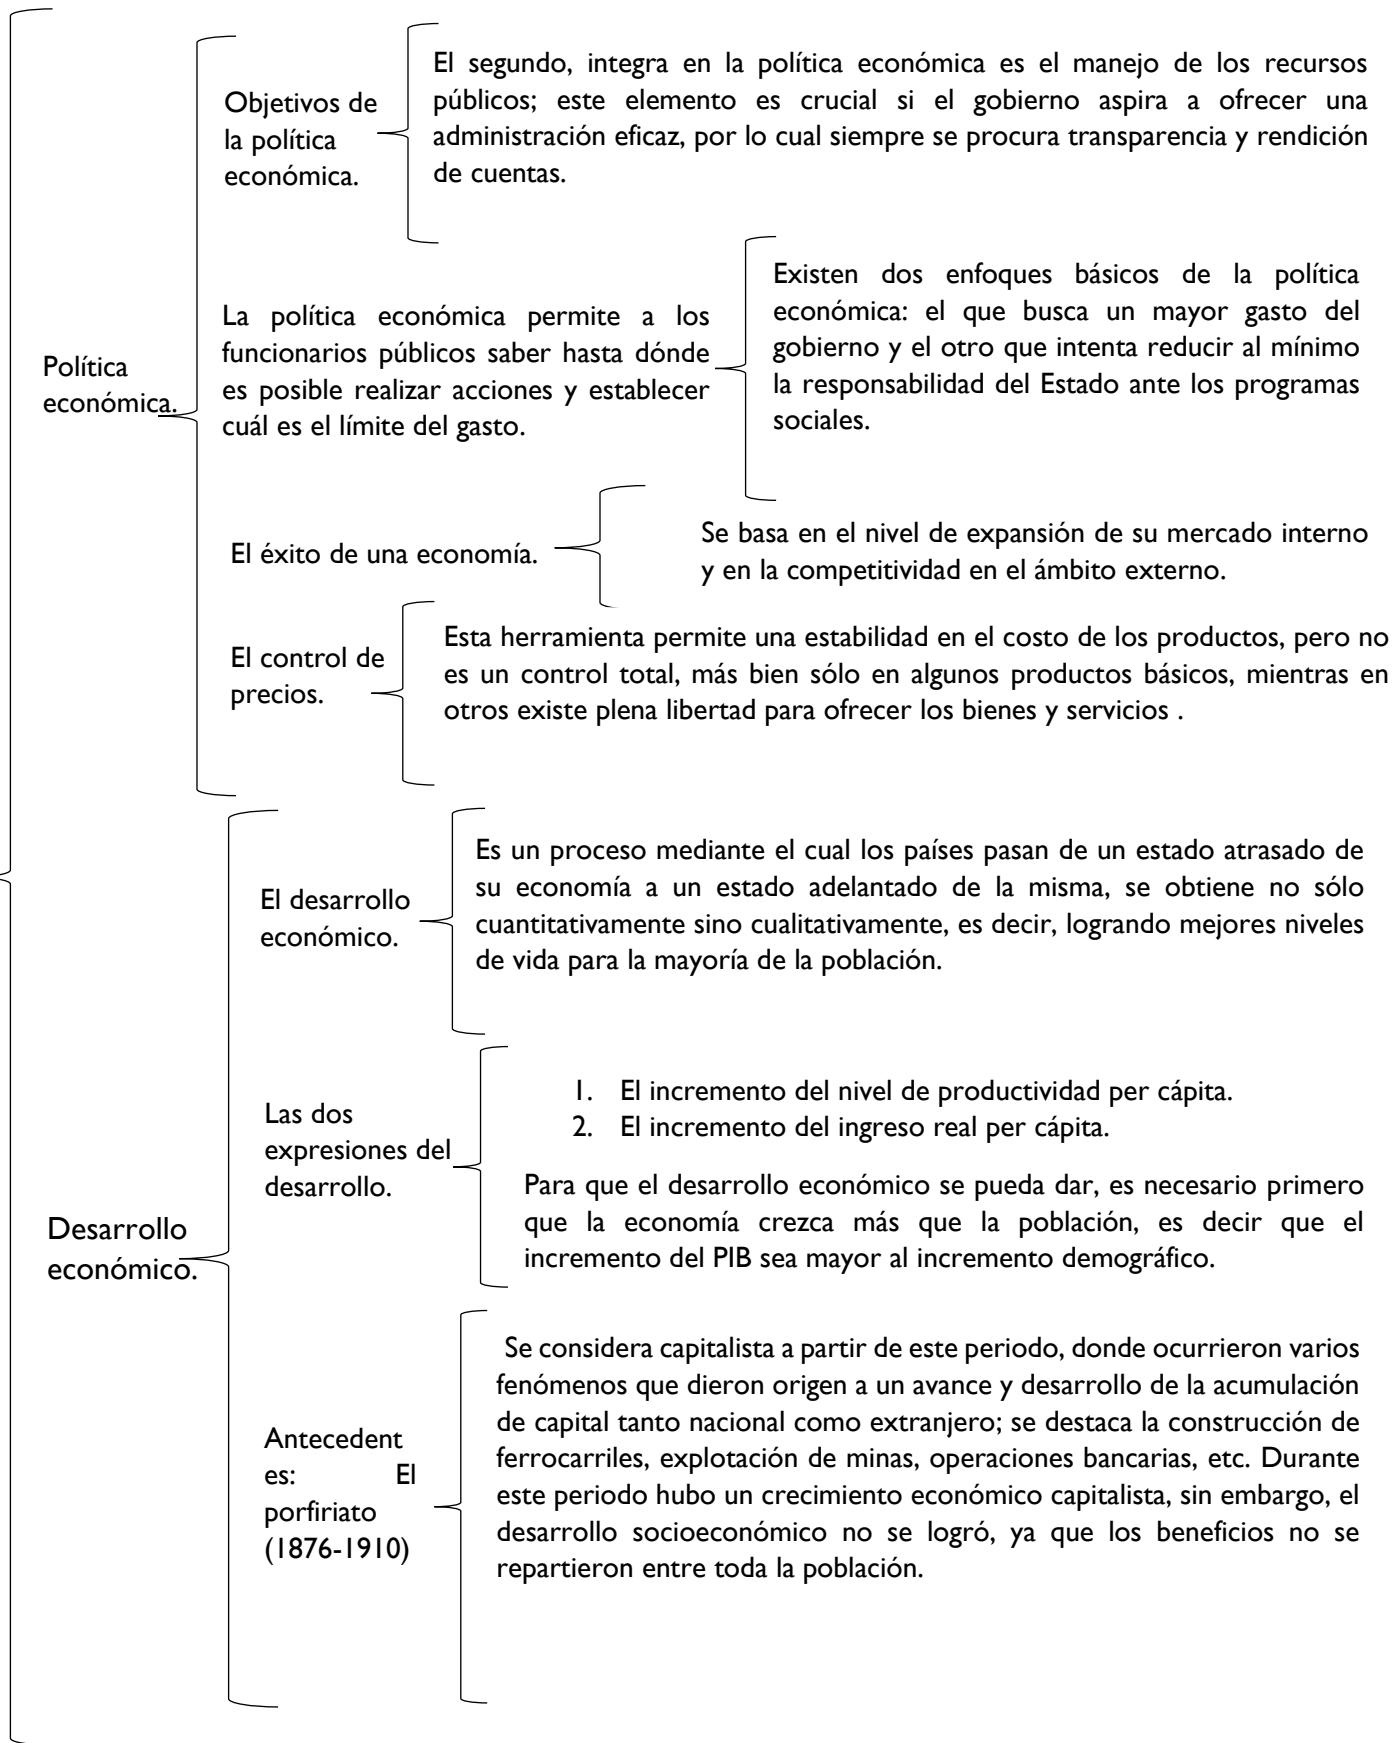 Política
económica.
Objetivos de
la política
económica.
El segundo, integra en la política económica es el manejo de los recursos
públicos; este elemento es crucial si el gobierno aspira a ofrecer una
administración eficaz, por lo cual siempre se procura transparencia y rendición
de cuentas.
La política económica permite a los
funcionarios públicos saber hasta dónde
es posible realizar acciones y establecer
cuál es el límite del gasto.
Existen dos enfoques básicos de la política
económica: el que busca un mayor gasto del
gobierno y el otro que intenta reducir al mínimo
la responsabilidad del Estado ante los programas
sociales.
El éxito de una economía.
Se basa en el nivel de expansión de su mercado interno
y en la competitividad en el ámbito externo.
El control de
precios.
Esta herramienta permite una estabilidad en el costo de los productos, pero no
es un control total, más bien sólo en algunos productos básicos, mientras en
otros existe plena libertad para ofrecer los bienes y servicios .
Desarrollo
económico.
El desarrollo
económico.
Es un proceso mediante el cual los países pasan de un estado atrasado de
su economía a un estado adelantado de la misma, se obtiene no sólo
cuantitativamente sino cualitativamente, es decir, logrando mejores niveles
de vida para la mayoría de la población.
Las dos
expresiones del
desarrollo.
1. El incremento del nivel de productividad per cápita.
2. El incremento del ingreso real per cápita.
Para que el desarrollo económico se pueda dar, es necesario primero
que la economía crezca más que la población, es decir que el
incremento del PIB sea mayor al incremento demográfico.
Antecedent
es: El
porfiriato
(1876-1910)
Se considera capitalista a partir de este periodo, donde ocurrieron varios
fenómenos que dieron origen a un avance y desarrollo de la acumulación
de capital tanto nacional como extranjero; se destaca la construcción de
ferrocarriles, explotación de minas, operaciones bancarias, etc. Durante
este periodo hubo un crecimiento económico capitalista, sin embargo, el
desarrollo socioeconómico no se logró, ya que los beneficios no se
repartieron entre toda la población.